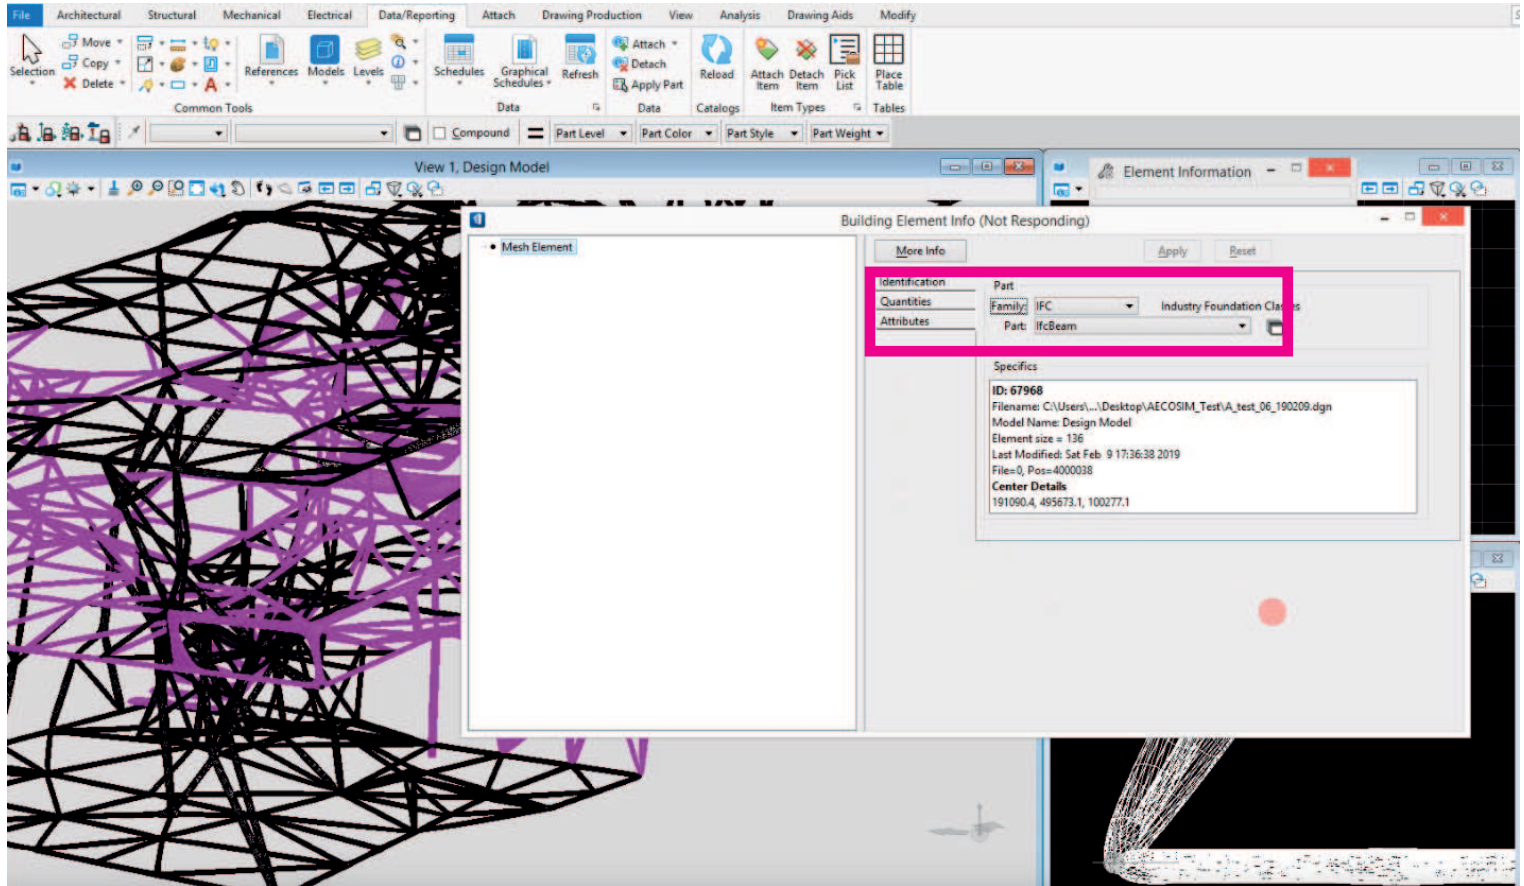 File Architectural Structural Mechanical Electrical Data/Reporting Attach Drawing Production View Analysis Drawing Aids Modify
Move
Copy
Delete
Selection
References Models Levels
Common Tools
Schedules
Graphical
Schedules
Refresh
Data
Attach
Detach
Apply Part
Data
Reload
Catalogs
Attach
Item
Detach
Item
Pick
List
Item Types
Place
Table
Tables
Compound
Part Level Part Color Part Style Part Weight
View 1, Design Model
Element Information
Building Element Info (Not Responding)
Mesh Element
More Info
Apply Reset
Identification
Quantities
Attributes
Part
Family: IFC Industry Foundation Classes
Part: IfcBeam
Specifics
ID: 67968
Filename: C:\Users\...\Desktop\AECOSIM_Test\A_test_06_190209.dgn
Model Name: Design Model
Element size = 136
Last Modified: Sat Feb 9 17:36:38 2019
File=0, Pos=4000038
Center Details
191090.4, 495673.1, 100277.1